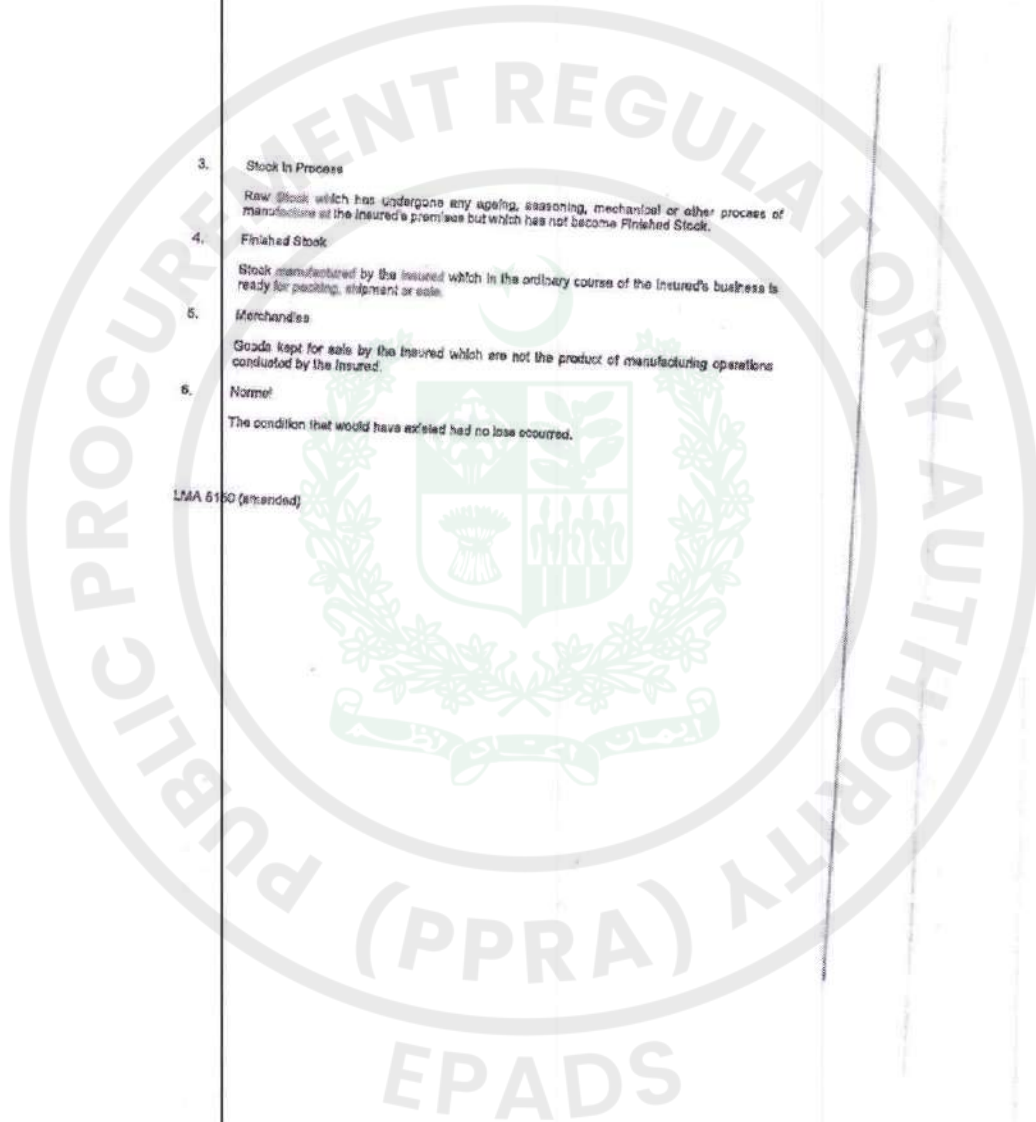 3. Stock In Process
Raw Stock which has undergone any ageing, seasoning, mechanical or other process of
manufacture at the Insured's premises but which has not become Finished Stock.
4. Finished Stock
Stock manufactured by the Insured which in the ordinary course of the Insured's business is
ready for packing, shipment or sale.
5. Merchandise
Goods kept for sale by the Insured which are not the product of manufacturing operations
conducted by the Insured.
6. Normal
The condition that would have existed had no loss occurred.
LMA 5150 (amended)
PUBLIC PROCUREMENT REGULATORY AUTHORITY
(PPRA)
EPADS